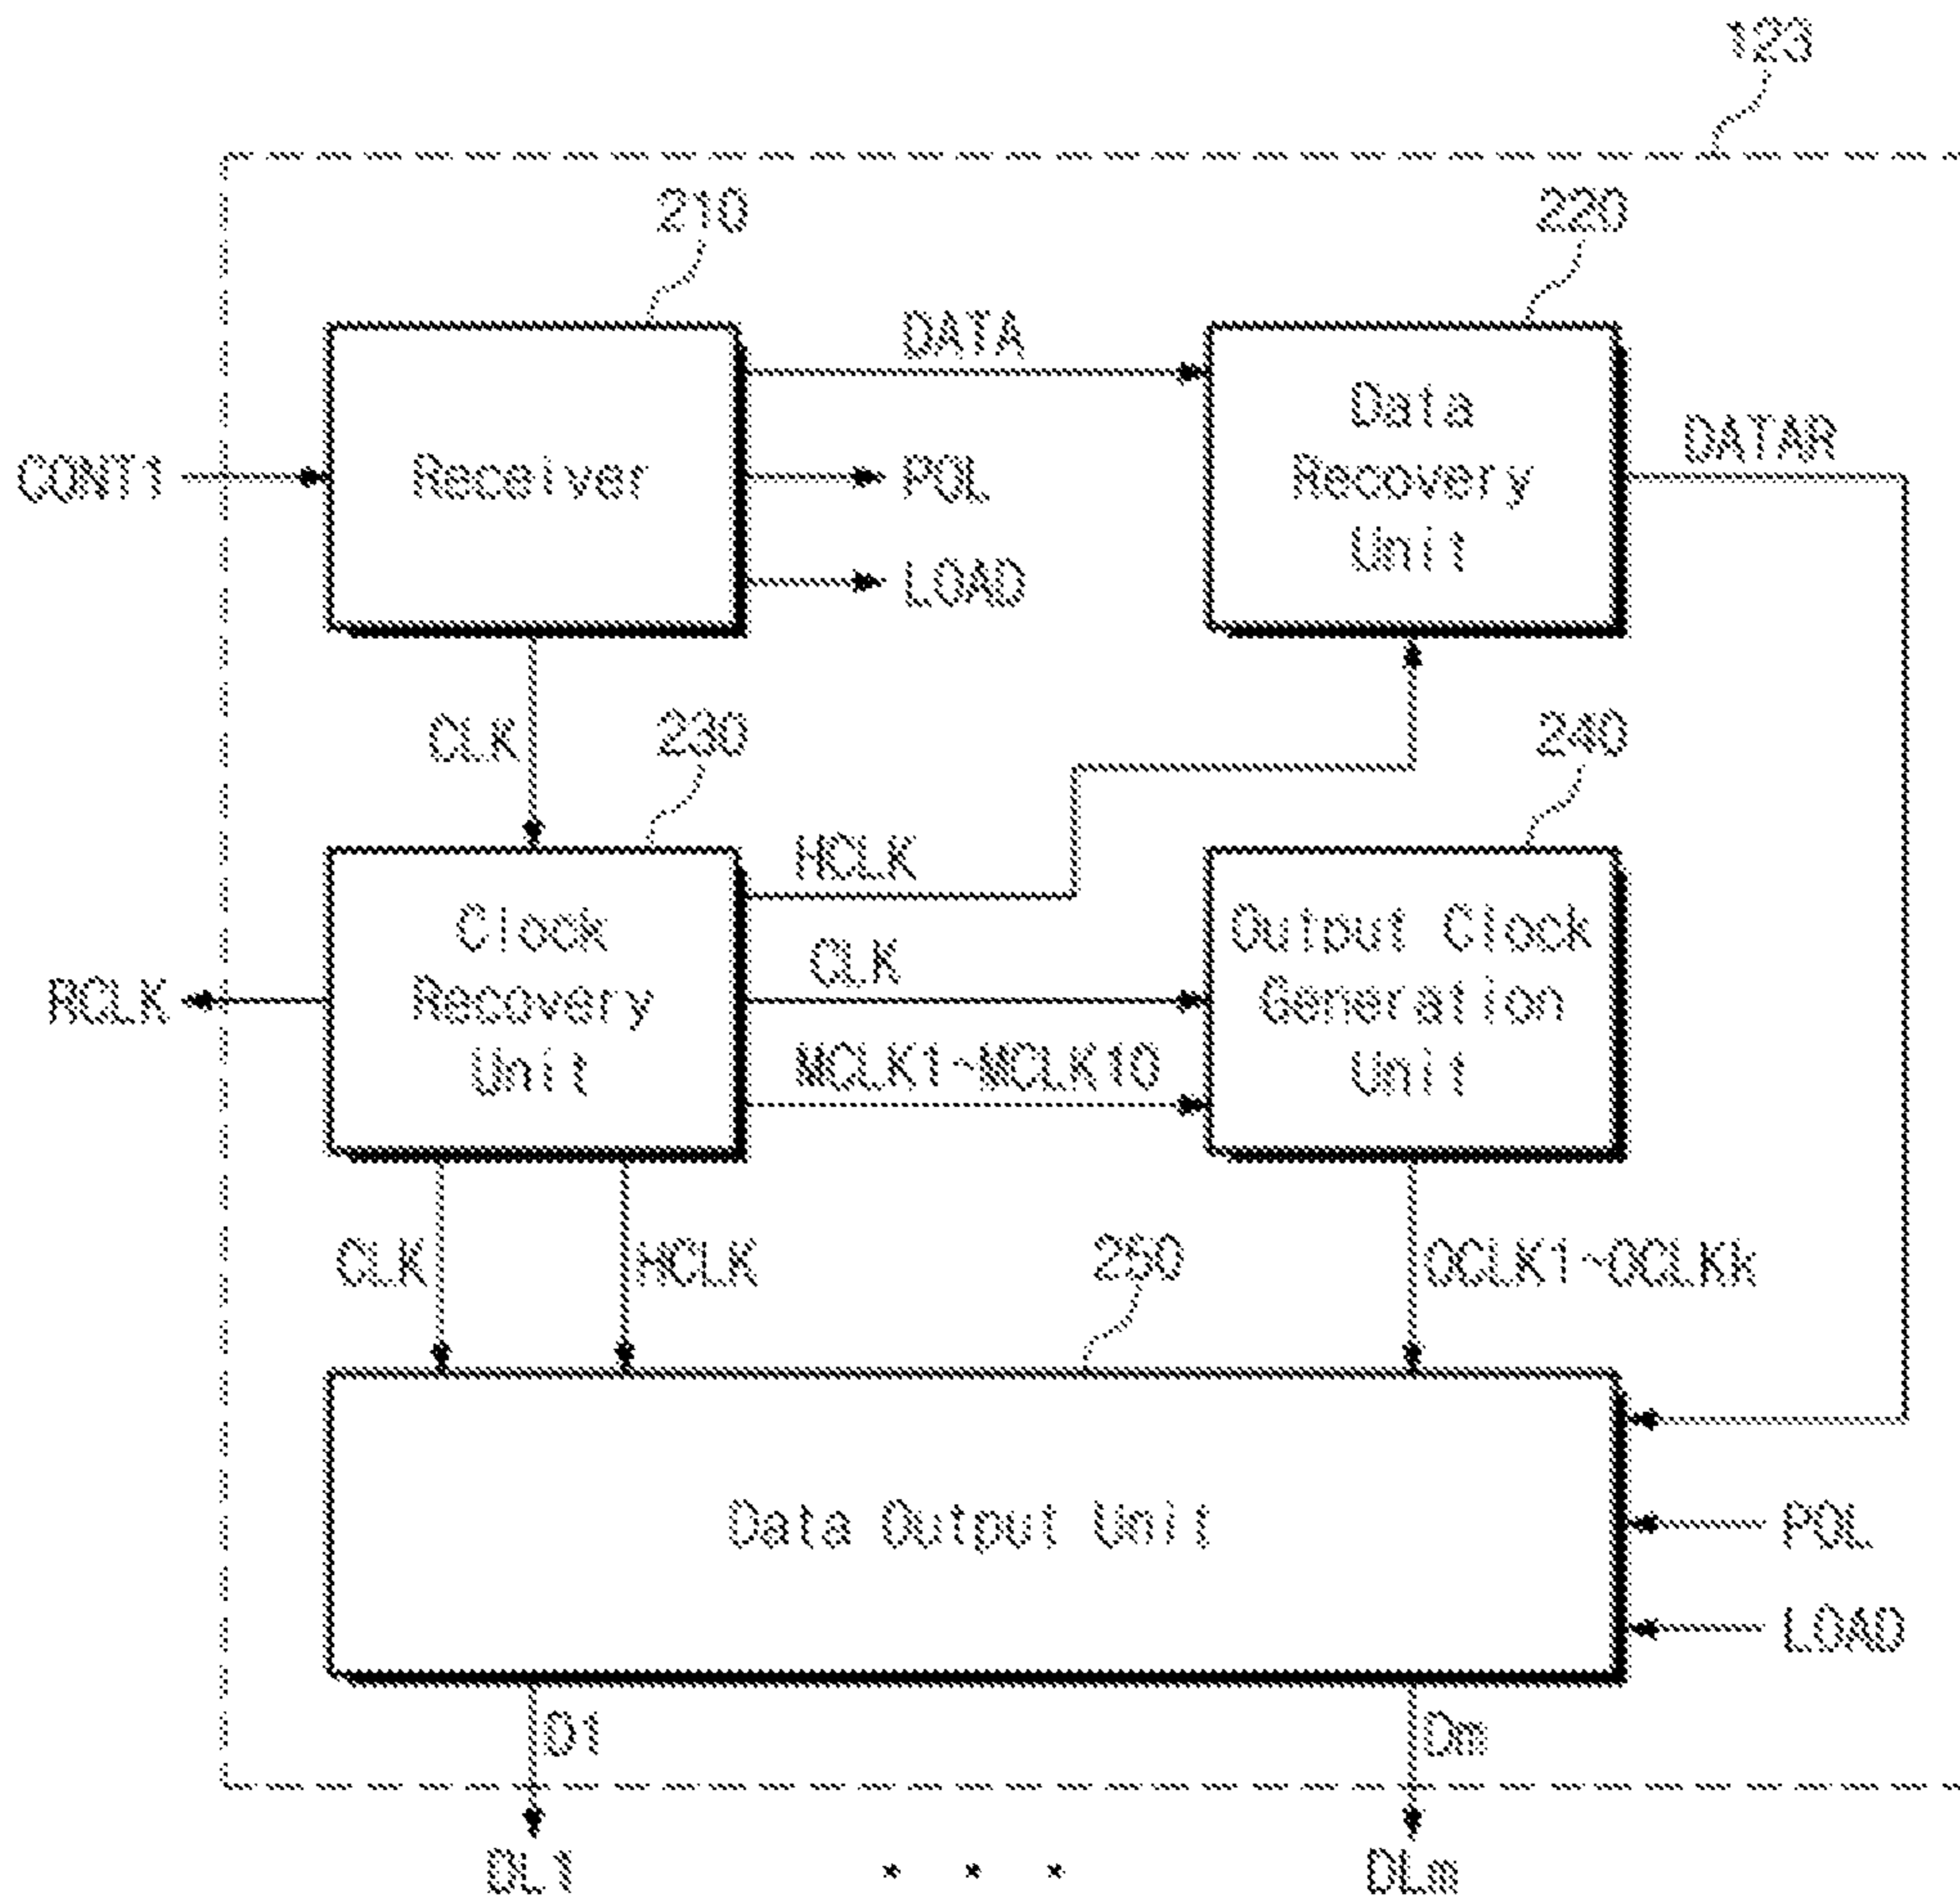 123
210
220
DATA
Data
Recovery
Unit
DATAR
CONT1
Receiver
POL
LOAD
CLK
230
240
HCLK
Clock
Recovery
Unit
CLK
Output Clock
Generation
Unit
RCLK
MCLK1~MCLK10
CLK
HCLK
250
OCLK1~OCLKk
Data Output Unit
POL
LOAD
D1
Dm
DL1
• • •
DLm